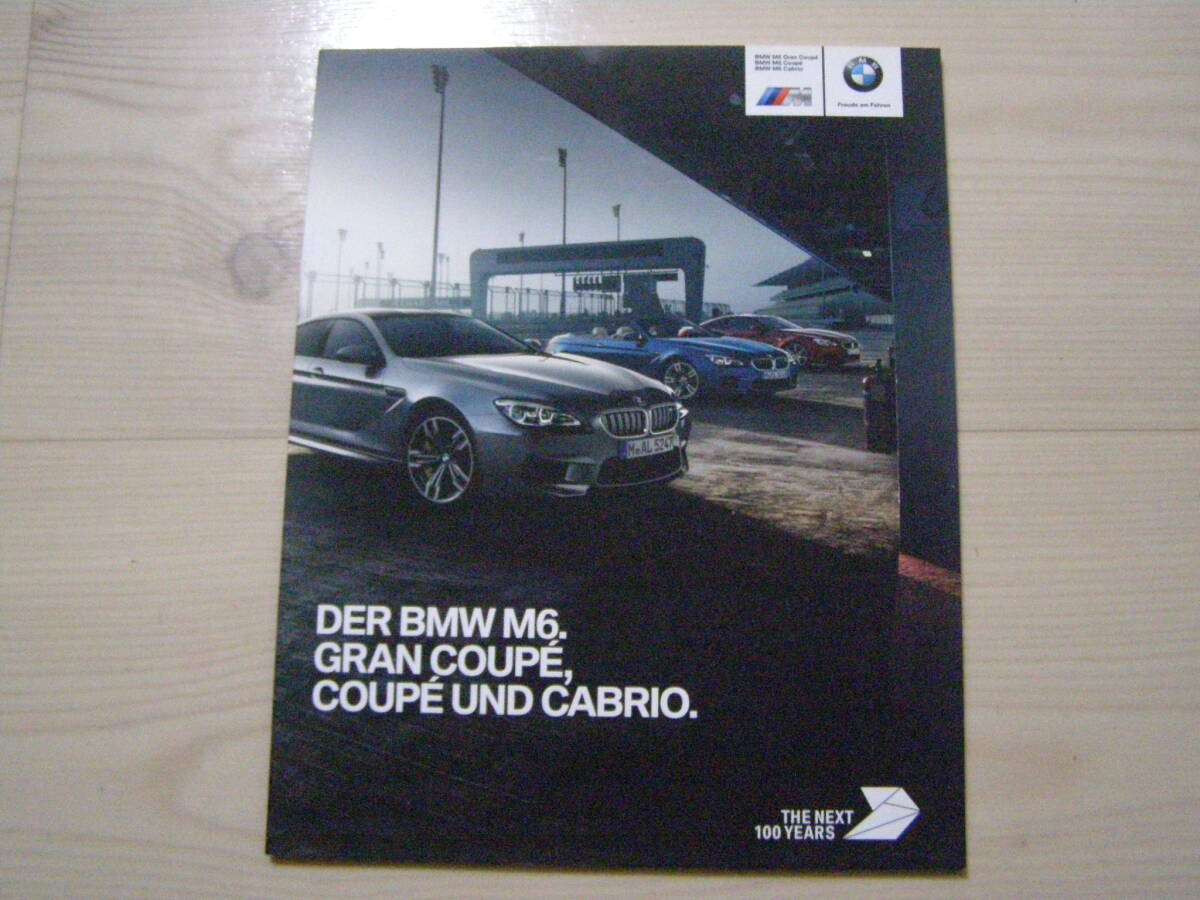 BMW M6 Gran Coupé
BMW M6 Coupé
BMW M6 Cabrio
M
BMW
Freude am Fahren
M AL 5247
DER BMW M6.
GRAN COUPÉ,
COUPÉ UND CABRIO.
THE NEXT
100 YEARS